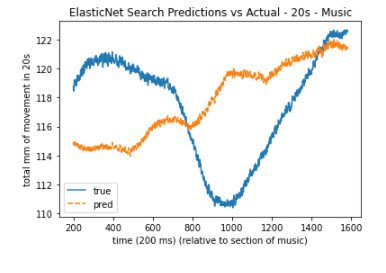 ElasticNet Search Predictions vs Actual - 20s - Music
total mm of movement in 20s
122
120
118
116
114
112
110
true
pred
200 400 600 800 1000 1200 1400 1600
time (200 ms) (relative to section of music)